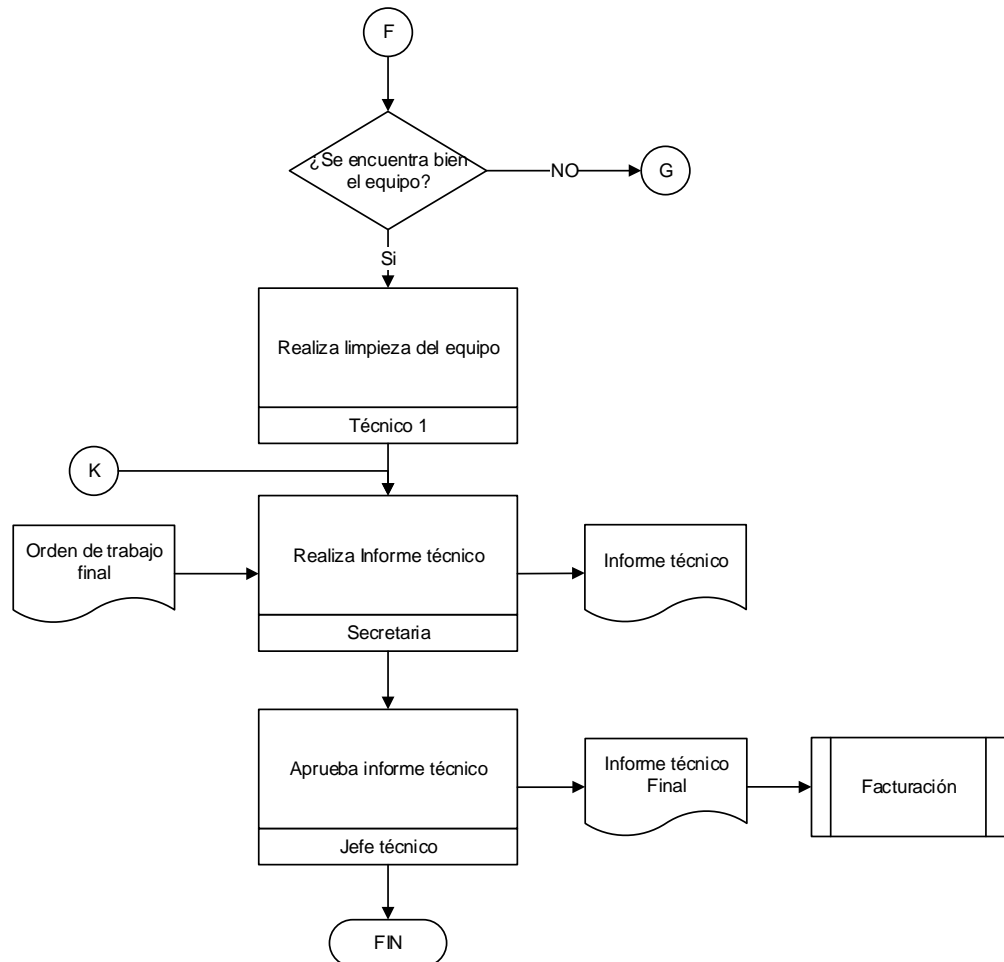 F
¿Se encuentra bien
el equipo?
NO
G
Si
Realiza limpieza del equipo
Técnico 1
K
Orden de trabajo
final
Realiza Informe técnico
Secretaria
Informe técnico
Aprueba informe técnico
Jefe técnico
Informe técnico
Final
Facturación
FIN